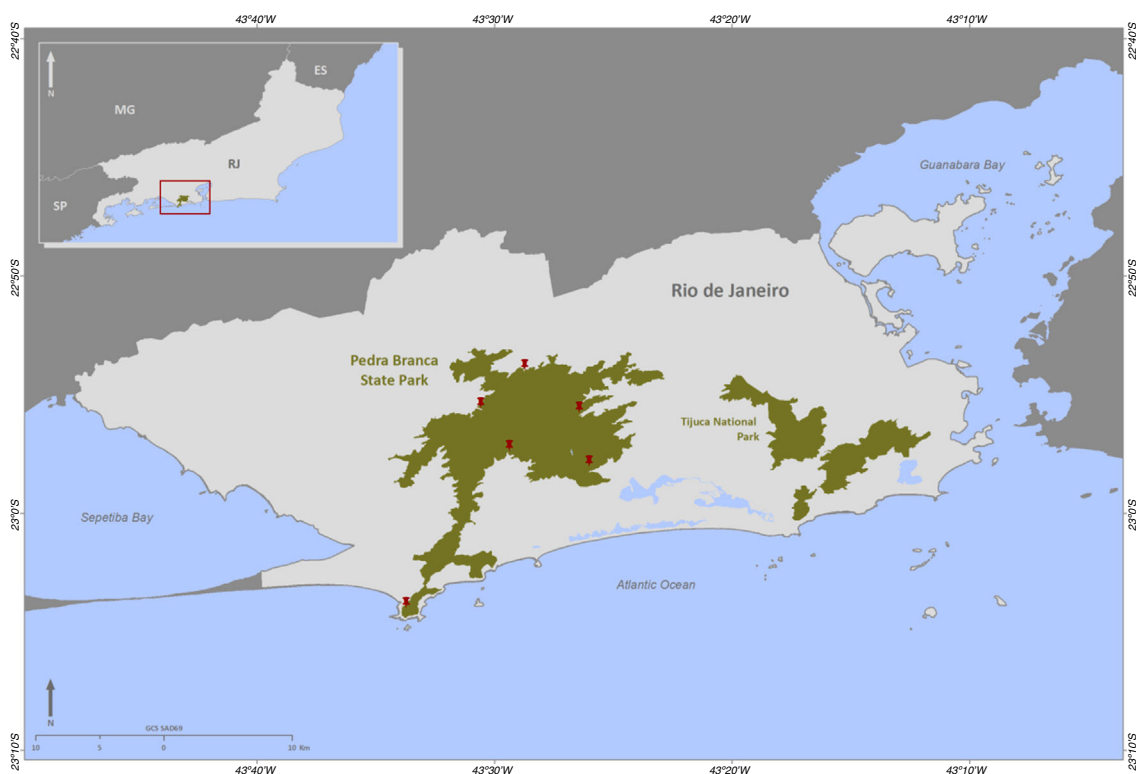 43°40'W 43°30'W 43°20'W 43°10'W
22°40'S 22°40'S
N
ES
MG
RJ
SP
Guanabara Bay
22°50'S 22°50'S
Rio de Janeiro
Pedra Branca
State Park
Tijuca National
Park
Sepetiba Bay
23°0'S 23°0'S
Atlantic Ocean
N
GCS SAD69
10 5 0 10 Km
23°10'S 23°10'S
43°40'W 43°30'W 43°20'W 43°10'W